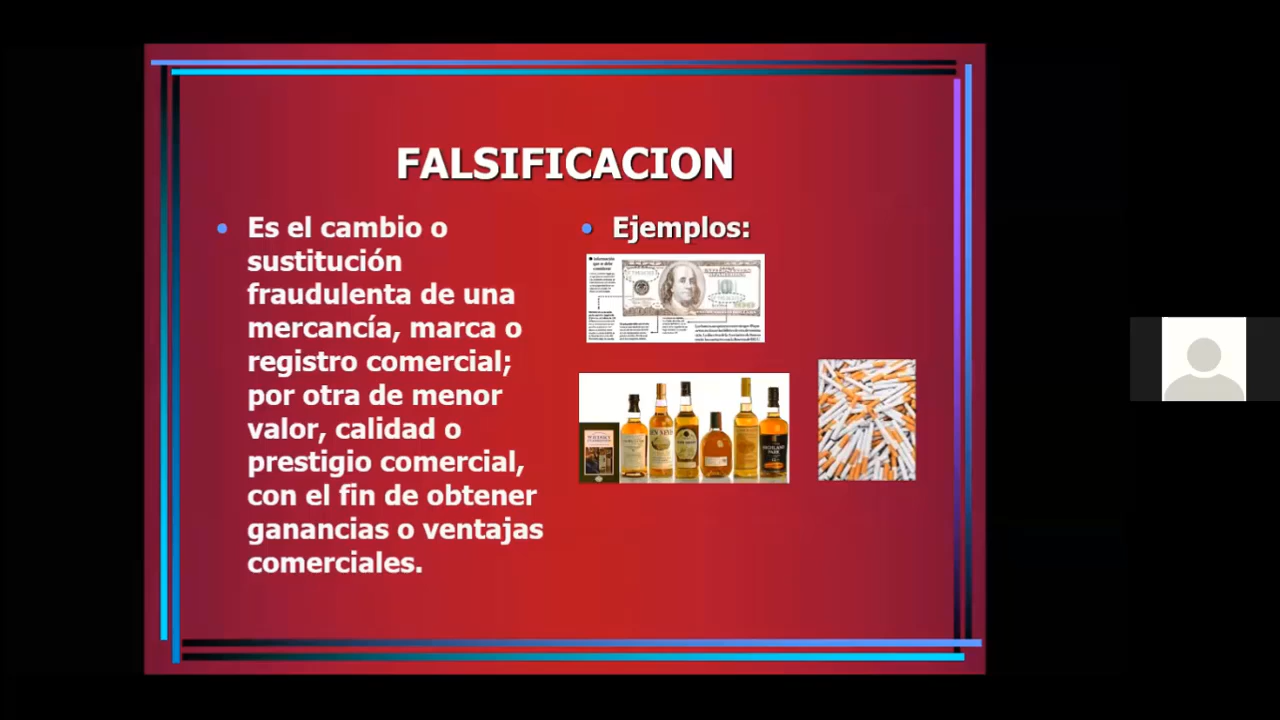 FALSIFICACION
Es el cambio o
sustitución
fraudulenta de una
mercancía, marca o
registro comercial;
por otra de menor
valor, calidad o
prestigio comercial,
con el fin de obtener
ganancias o ventajas
comerciales.
Ejemplos: